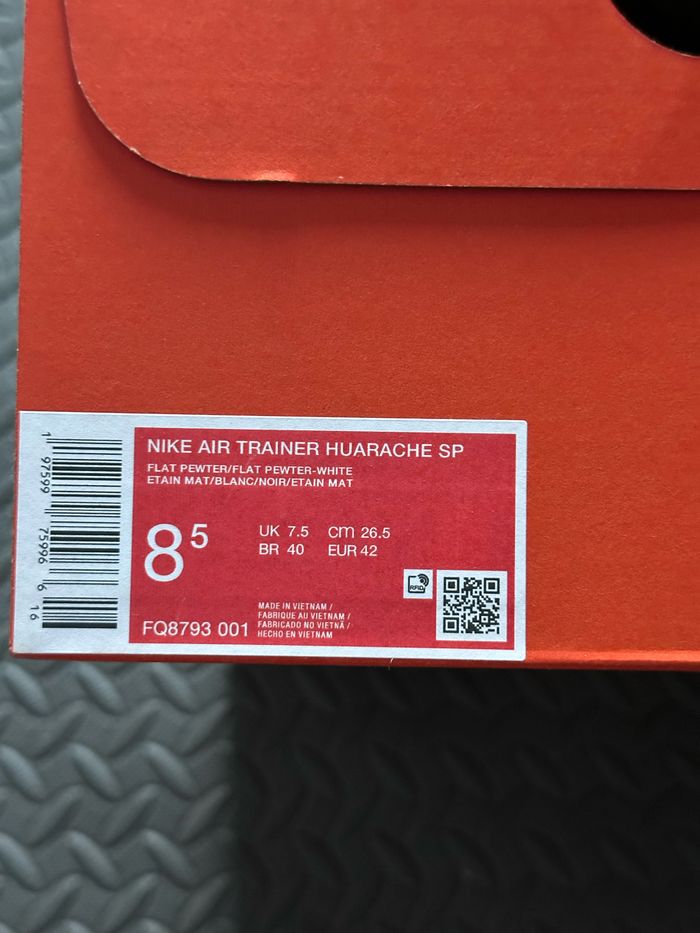 NIKE AIR TRAINER HUARACHE SP
FLAT PEWTER/FLAT PEWTER-WHITE
ETAIN MAT/BLANC/NOIR/ETAIN MAT
8 5
UK 7.5 cm 26.5
BR 40 EUR 42
RFID
FQ8793 001
MADE IN VIETNAM /
FABRIQUE AU VIETNAM /
FABRICADO NO VIETNÃ /
HECHO EN VIETNAM
1 97599 75996 6 16